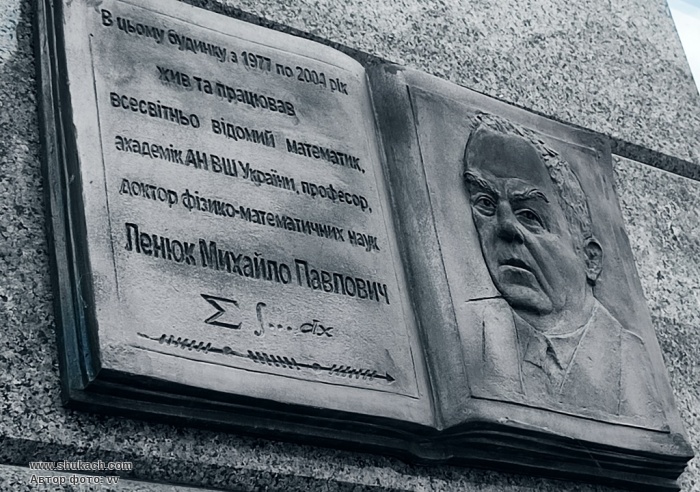 В цьому будинку з 1977 по 2004 рік
жив та працював
всесвітньо відомий математик,
академік АН ВШ України, професор,
доктор фізико-математичних наук
Ленюк Михайло Павлович
∑ ∫... dx
www.shukach.com
Автор фото: vv